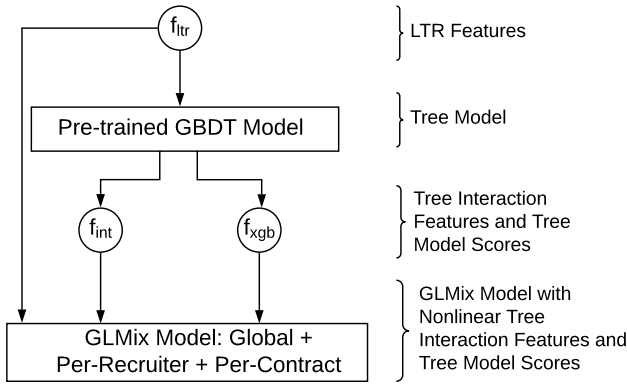 f_ltr
LTR Features
Pre-trained GBDT Model
Tree Model
f_int
f_xgb
Tree Interaction
Features and Tree
Model Scores
GLMix Model: Global +
Per-Recruiter + Per-Contract
GLMix Model with
Nonlinear Tree
Interaction Features and
Tree Model Scores